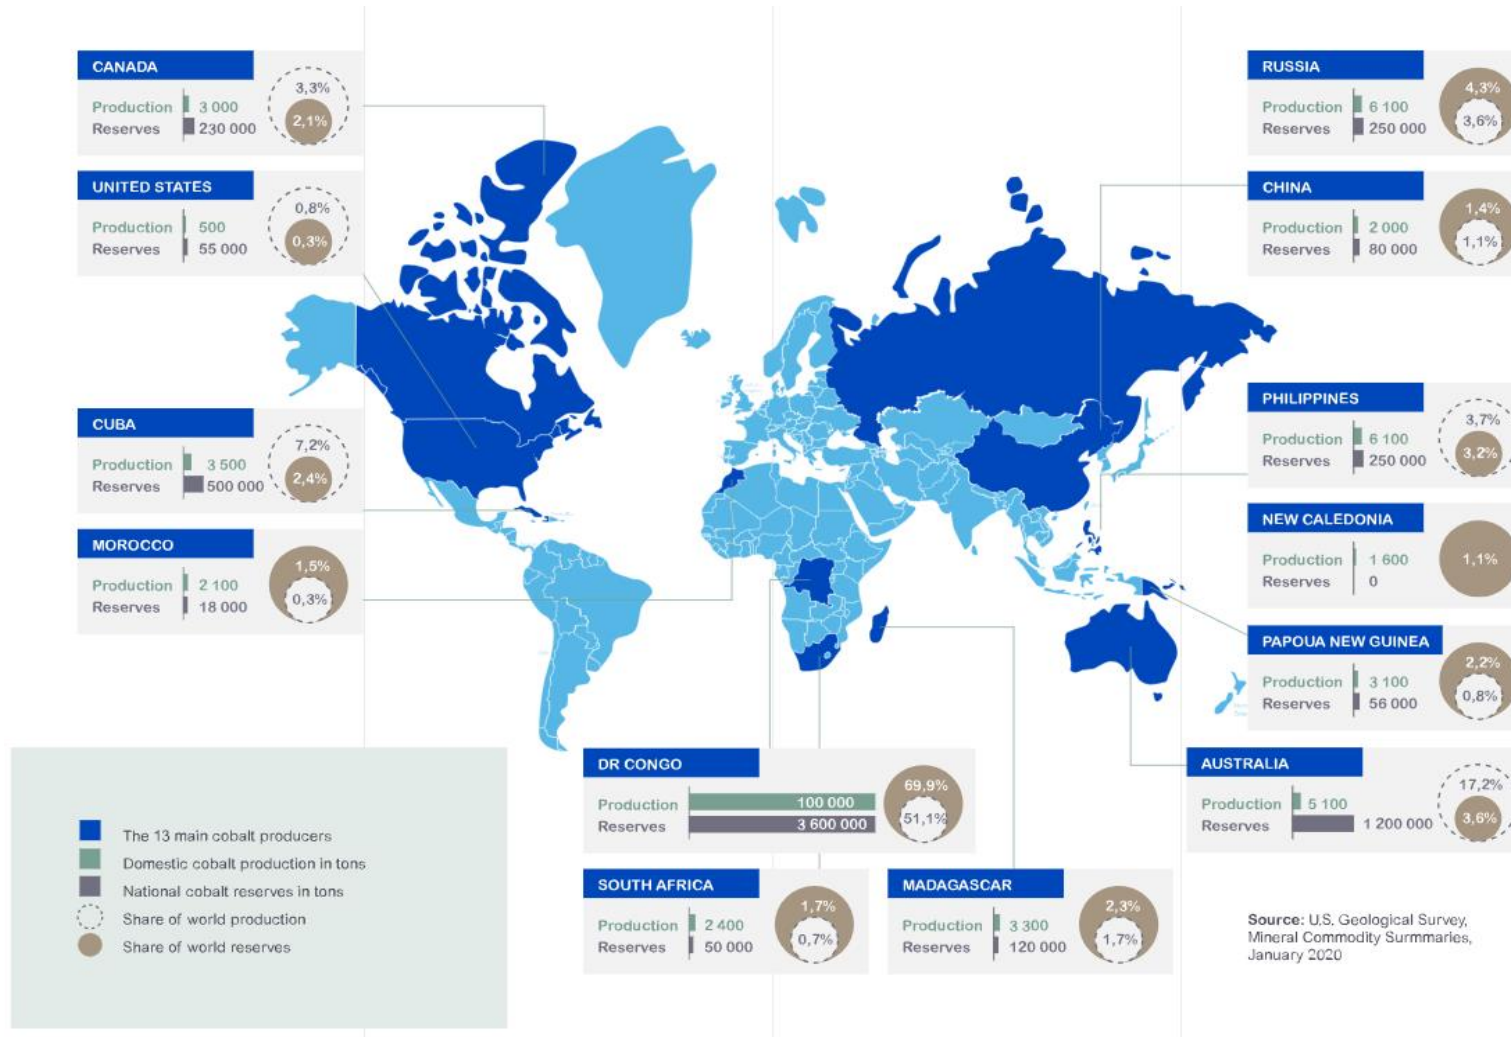 CANADA
Production 3 000
Reserves 230 000
3,3%
2,1%
UNITED STATES
Production 500
Reserves 55 000
0,8%
0,3%
CUBA
Production 3 500
Reserves 500 000
7,2%
2,4%
MOROCCO
Production 2 100
Reserves 18 000
1,5%
0,3%
RUSSIA
Production 6 100
Reserves 250 000
4,3%
3,6%
CHINA
Production 2 000
Reserves 80 000
1,4%
1,1%
PHILIPPINES
Production 6 100
Reserves 250 000
3,7%
3,2%
NEW CALEDONIA
Production 1 600
Reserves 0
1,1%
PAPOUA NEW GUINEA
Production 3 100
Reserves 56 000
2,2%
0,8%
AUSTRALIA
Production 5 100
Reserves 1 200 000
17,2%
3,6%
DR CONGO
Production 100 000
Reserves 3 600 000
69,9%
51,1%
SOUTH AFRICA
Production 2 400
Reserves 50 000
1,7%
0,7%
MADAGASCAR
Production 3 300
Reserves 120 000
2,3%
1,7%
The 13 main cobalt producers
Domestic cobalt production in tons
National cobalt reserves in tons
Share of world production
Share of world reserves
Source: U.S. Geological Survey,
Mineral Commodity Surmmaries,
January 2020